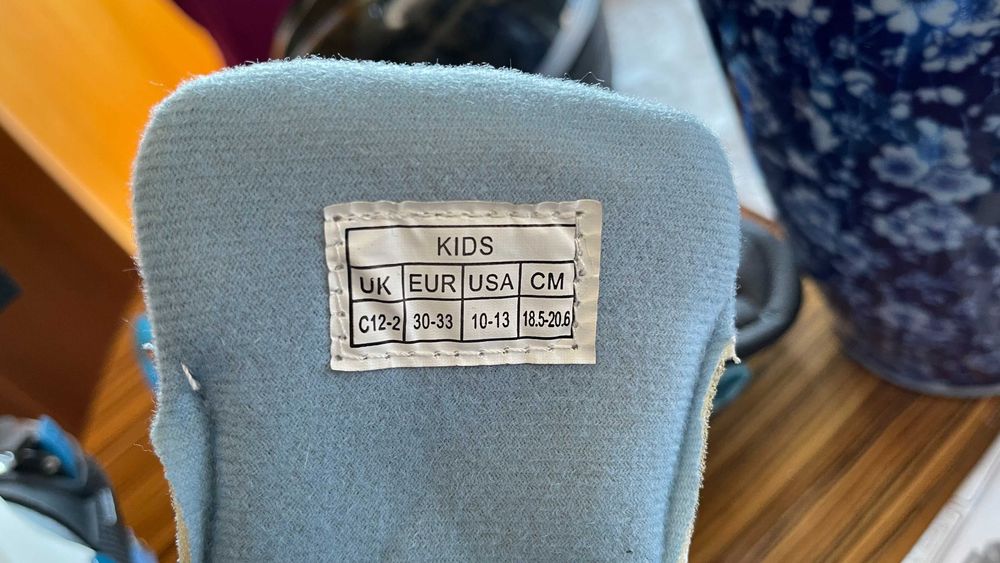 KIDS
UK EUR USA CM
C12-2 30-33 10-13 18.5-20.6